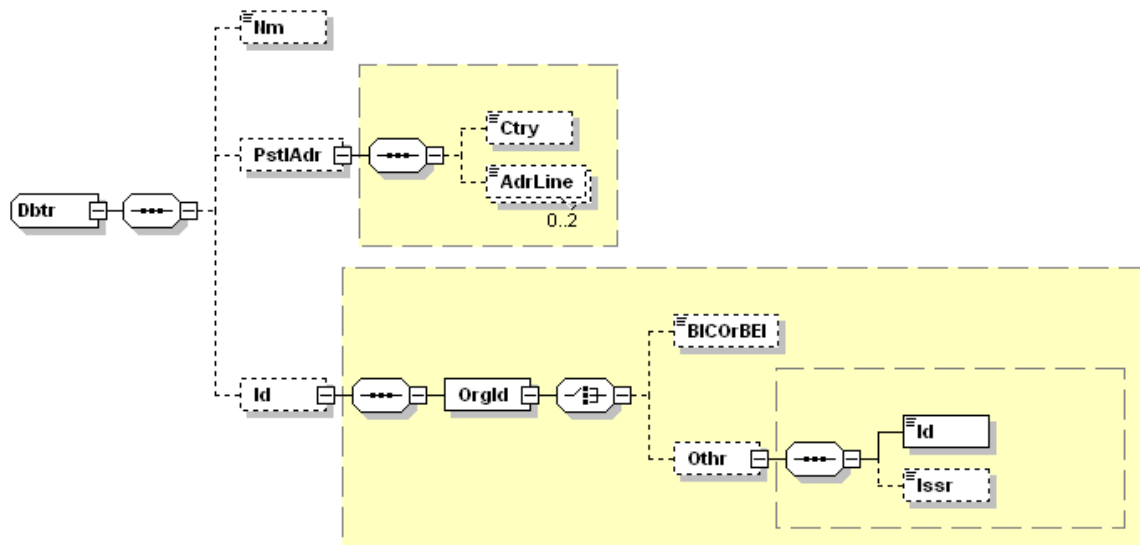 Nm
Ctry
PstlAdr
AdrLine
0..2
Dbtr
BICOrBEI
Id
OrgId
Id
Othr
Issr